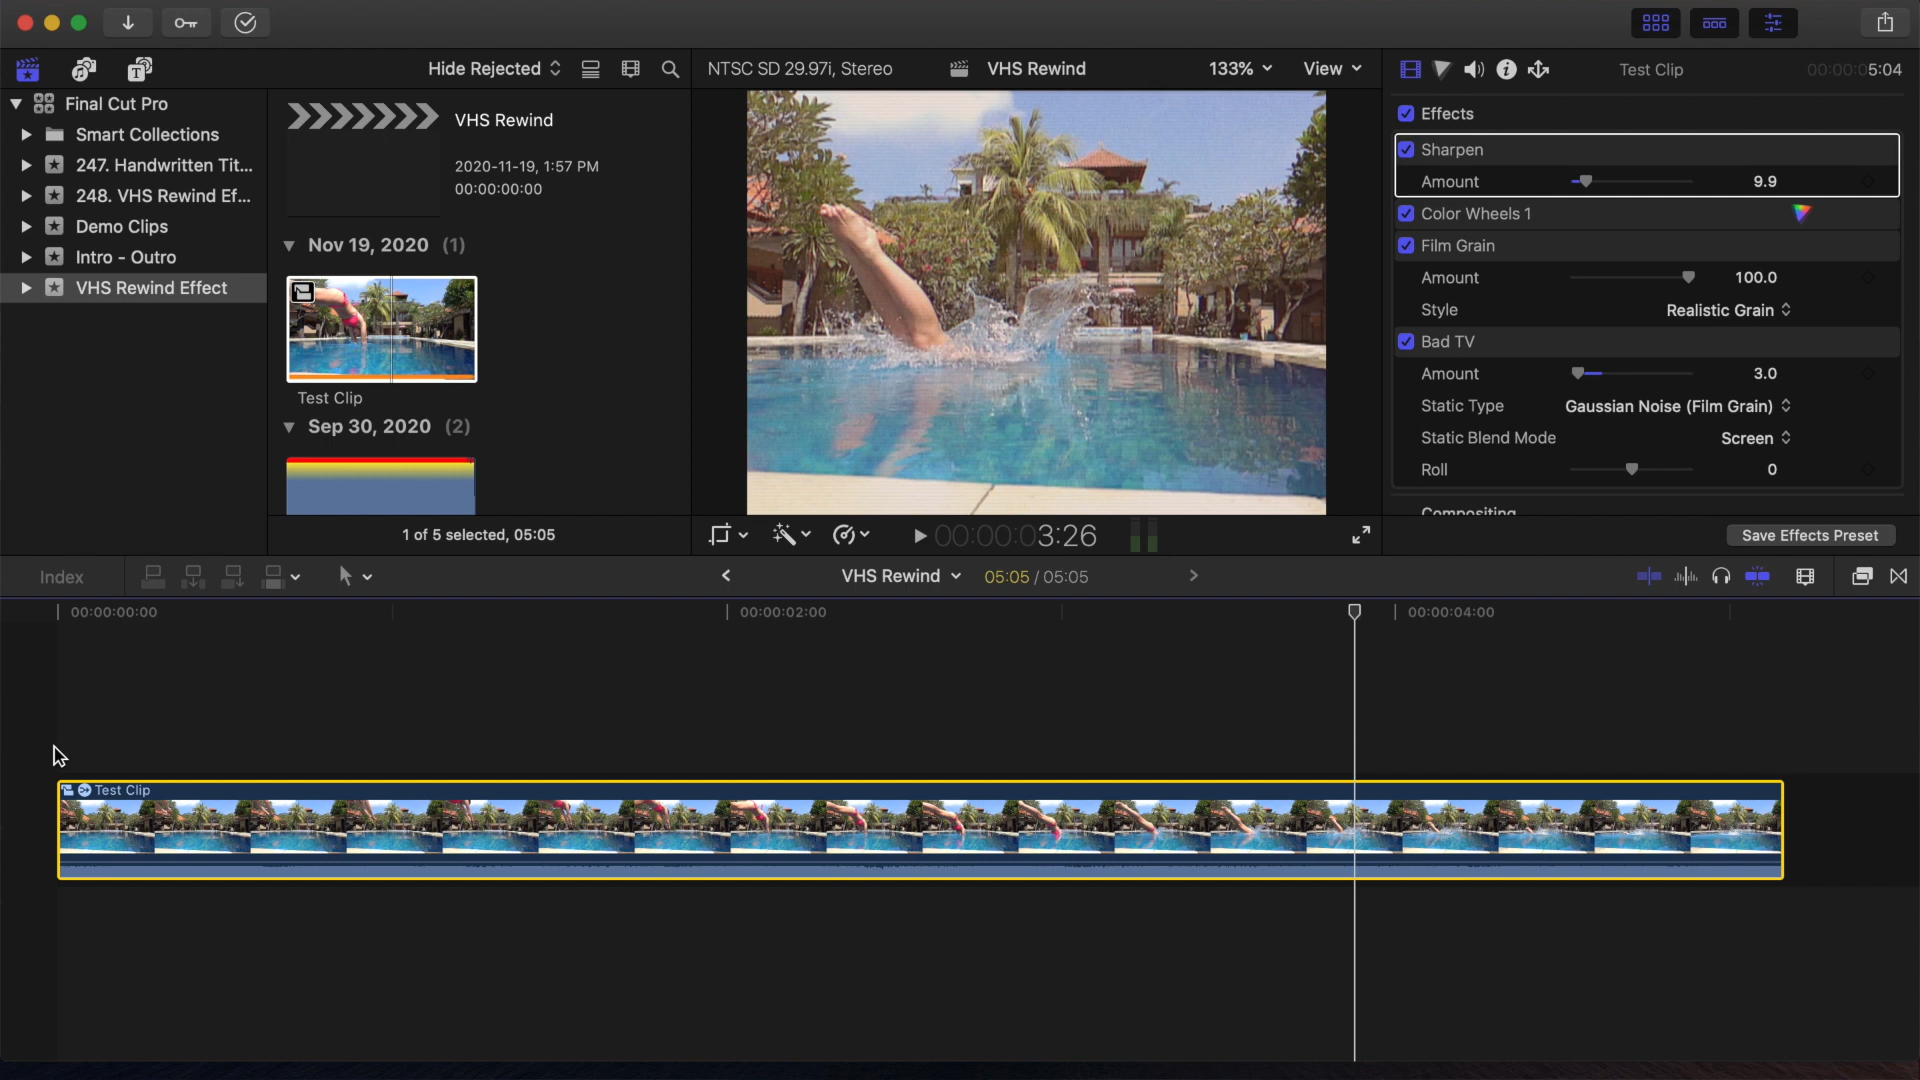 Hide Rejected
NTSC SD 29.97i, Stereo
VHS Rewind
133%
View
Test Clip
00:00:05:04
Final Cut Pro
Smart Collections
247. Handwritten Tit...
248. VHS Rewind Ef...
Demo Clips
Intro - Outro
VHS Rewind Effect
VHS Rewind
2020-11-19, 1:57 PM
00:00:00:00
Nov 19, 2020 (1)
Test Clip
Sep 30, 2020 (2)
1 of 5 selected, 05:05
00:00:03:26
Effects
Sharpen
Amount 9.9
Color Wheels 1
Film Grain
Amount 100.0
Style Realistic Grain
Bad TV
Amount 3.0
Static Type Gaussian Noise (Film Grain)
Static Blend Mode Screen
Roll 0
Compositing
Save Effects Preset
Index
VHS Rewind
05:05 / 05:05
00:00:00:00
00:00:02:00
00:00:04:00
Test Clip